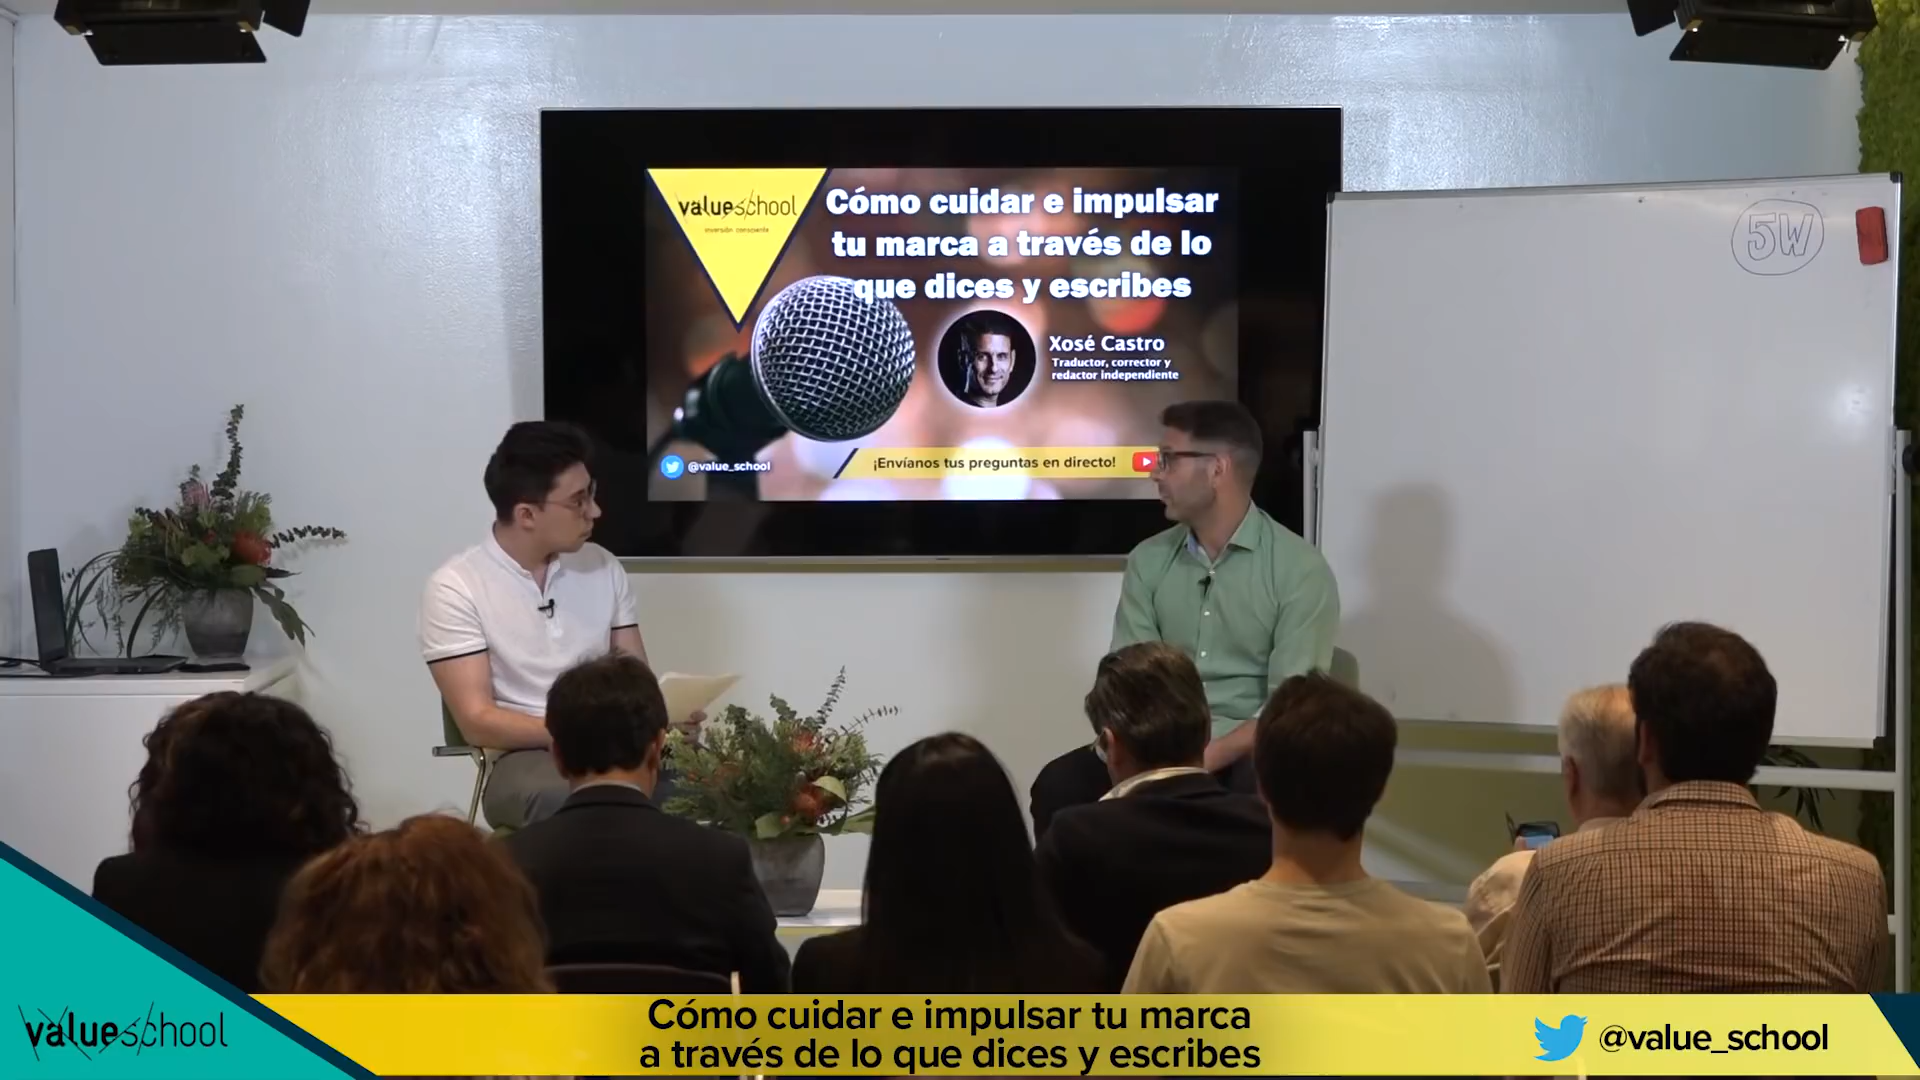 valueschool
inversión consciente
Cómo cuidar e impulsar
tu marca a través de lo
que dices y escribes
Xosé Castro
Traductor, corrector y
redactor independiente
@value_school
¡Envíanos tus preguntas en directo!
5W
valueschool
Cómo cuidar e impulsar tu marca
a través de lo que dices y escribes
@value_school